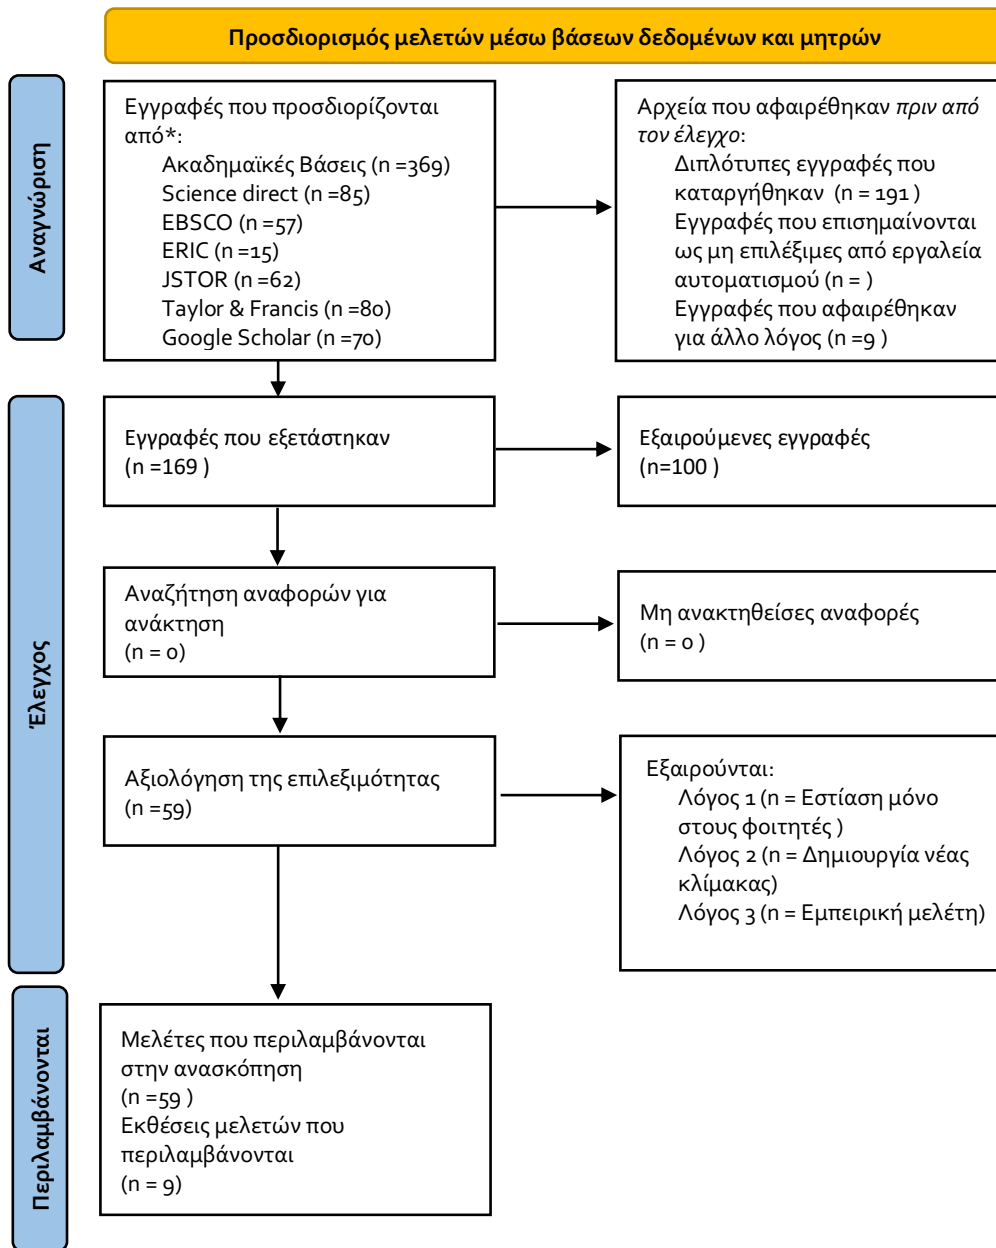 Προσδιορισμός μελετών μέσω βάσεων δεδομένων και μητρών
Αναγνώριση
Εγγραφές που προσδιορίζονται
από*:
Ακαδημαϊκές Βάσεις (n =369)
Science direct (n =85)
EBSCO (n =57)
ERIC (n =15)
JSTOR (n =62)
Taylor & Francis (n =80)
Google Scholar (n =70)
Αρχεία που αφαιρέθηκαν πριν από
τον έλεγχο:
Διπλότυπες εγγραφές που
καταργήθηκαν (n = 191 )
Εγγραφές που επισημαίνονται
ως μη επιλέξιμες από εργαλεία
αυτοματισμού (n = )
Εγγραφές που αφαιρέθηκαν
για άλλο λόγος (n =9 )
Έλεγχος
Εγγραφές που εξετάστηκαν
(n =169 )
Εξαιρούμενες εγγραφές
(n=100 )
Αναζήτηση αναφορών για
ανάκτηση
(n = 0)
Μη ανακτηθείσες αναφορές
(n = 0 )
Αξιολόγηση της επιλεξιμότητας
(n =59)
Εξαιρούνται:
Λόγος 1 (n = Εστίαση μόνο
στους φοιτητές )
Λόγος 2 (n = Δημιουργία νέας
κλίμακας)
Λόγος 3 (n = Εμπειρική μελέτη)
Περιλαμβάνονται
Μελέτες που περιλαμβάνονται
στην ανασκόπηση
(n =59 )
Εκθέσεις μελετών που
περιλαμβάνονται
(n = 9)